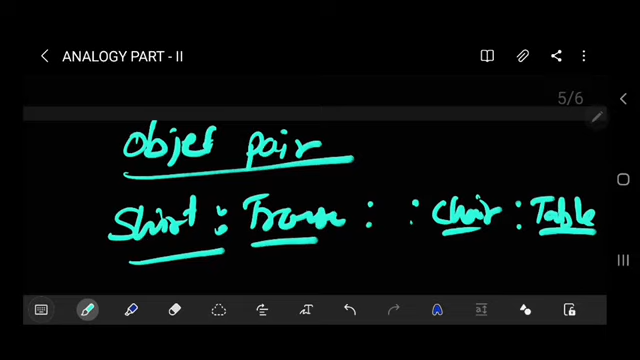 ANALOGY PART - II
5/6
Objet pair
Shirt : Trouser : : Chair : Table